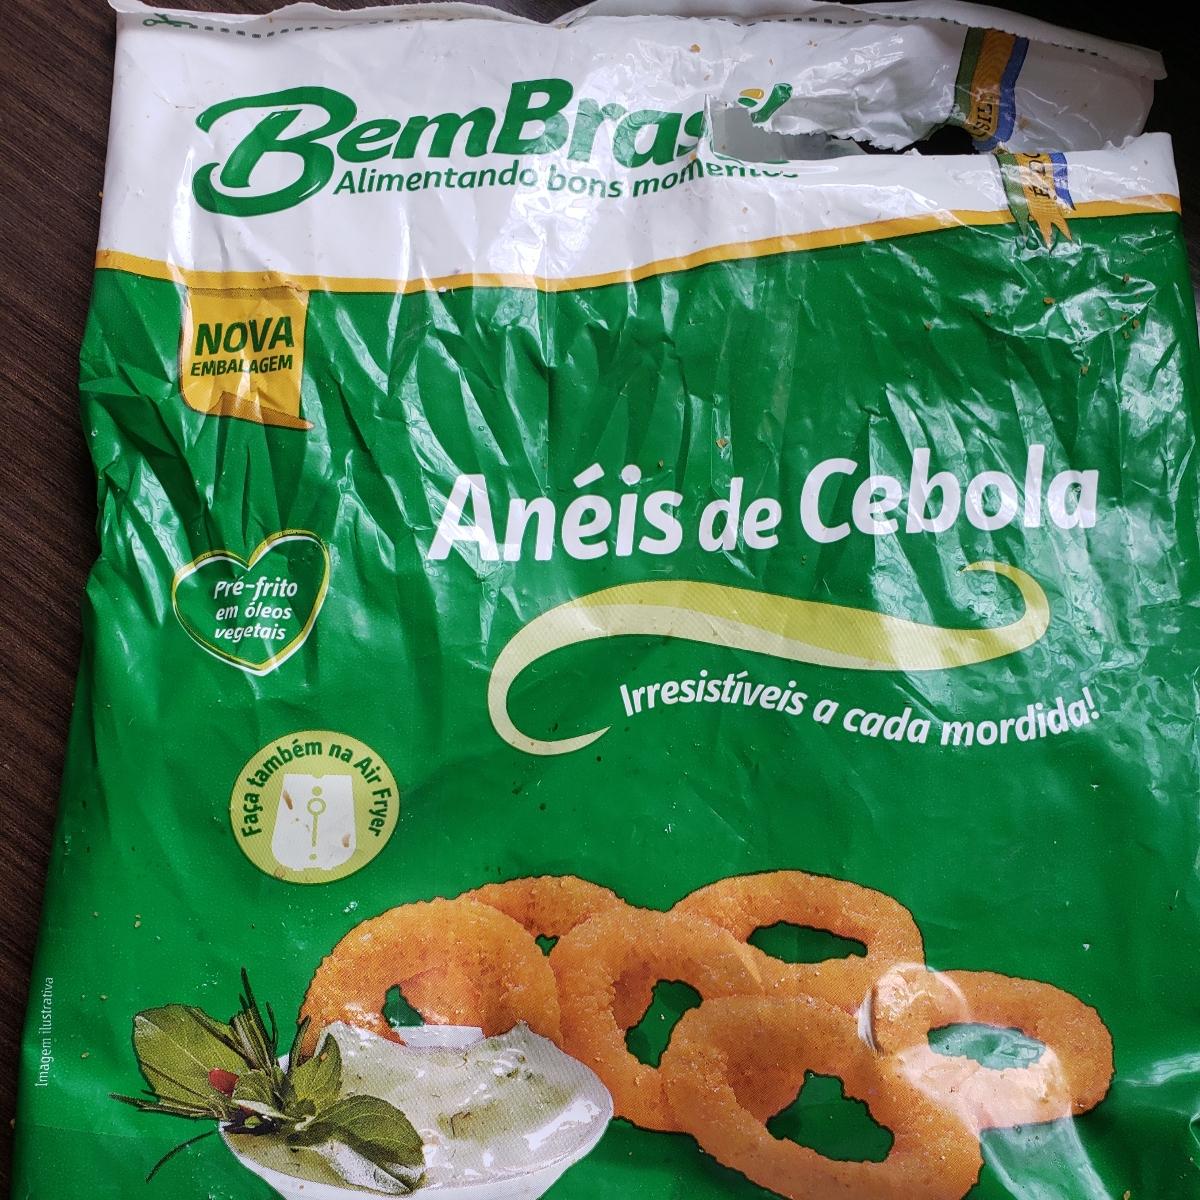 BemBrasil
Alimentando bons momentos
NOVA
EMBALAGEM
Anéis de Cebola
Pré-frito
em óleos
vegetais
Irresistíveis a cada mordida!
Faça também na Air Fryer
Imagem ilustrativa